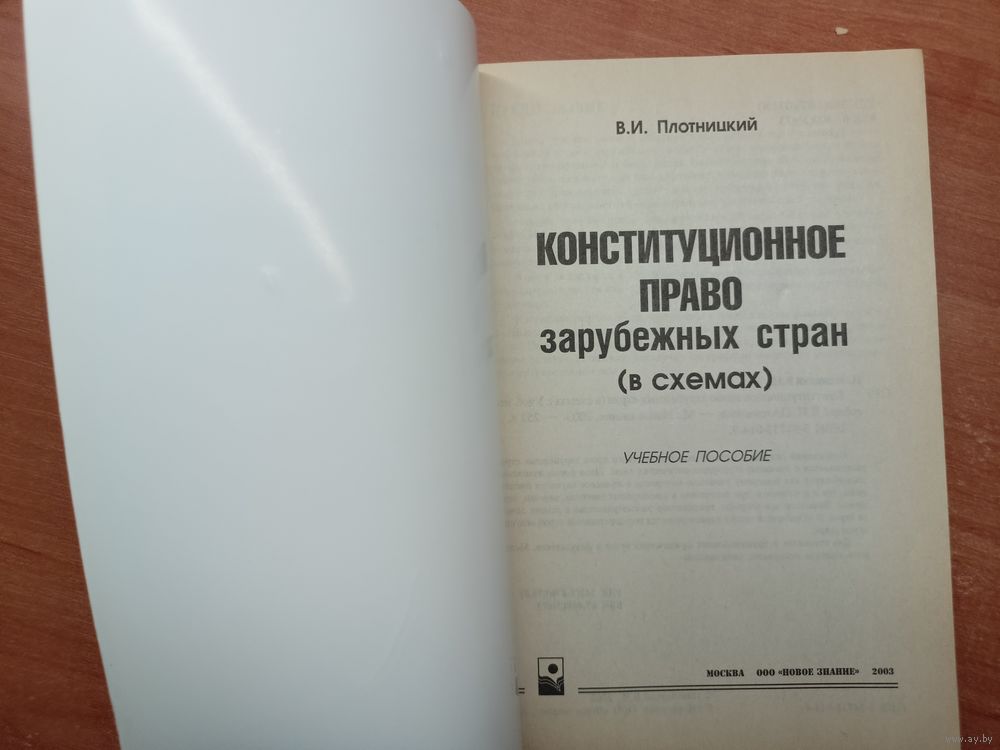 В.И. Плотницкий
КОНСТИТУЦИОННОЕ
ПРАВО
зарубежных стран
(в схемах)
УЧЕБНОЕ ПОСОБИЕ
МОСКВА ООО «НОВОЕ ЗНАНИЕ» 2003
www.ay.by